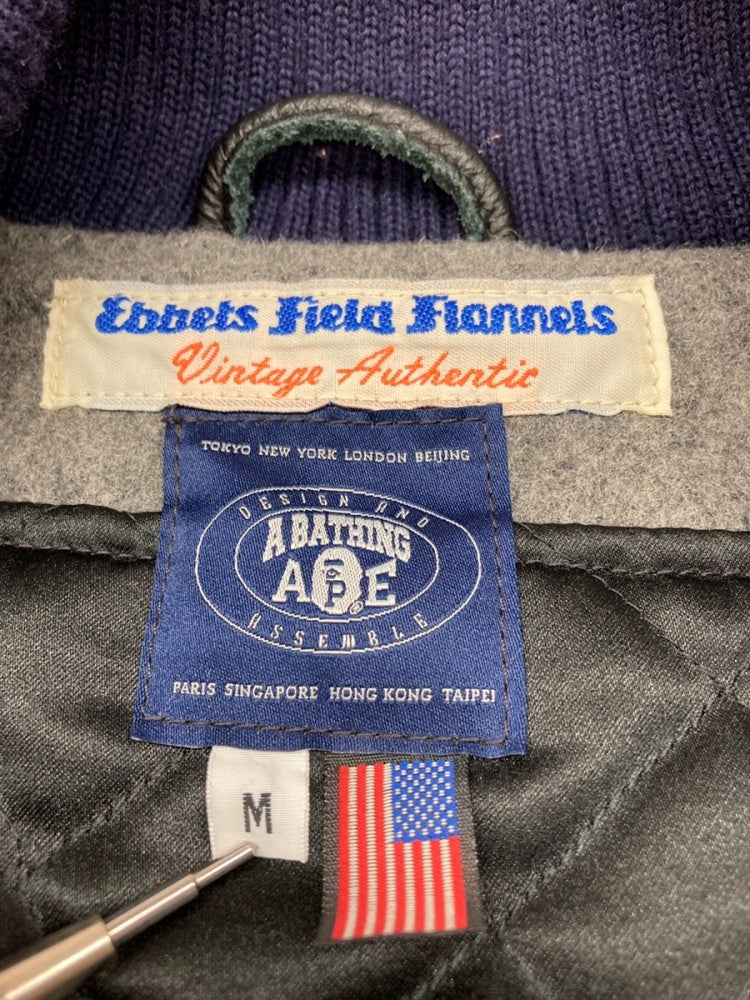 Ebbets Field Flannels
Vintage Authentic
TOKYO NEW YORK LONDON BEIJING
DESIGN AND
A BATHING
APE
ASSEMBLE
PARIS SINGAPORE HONG KONG TAIPEI
M